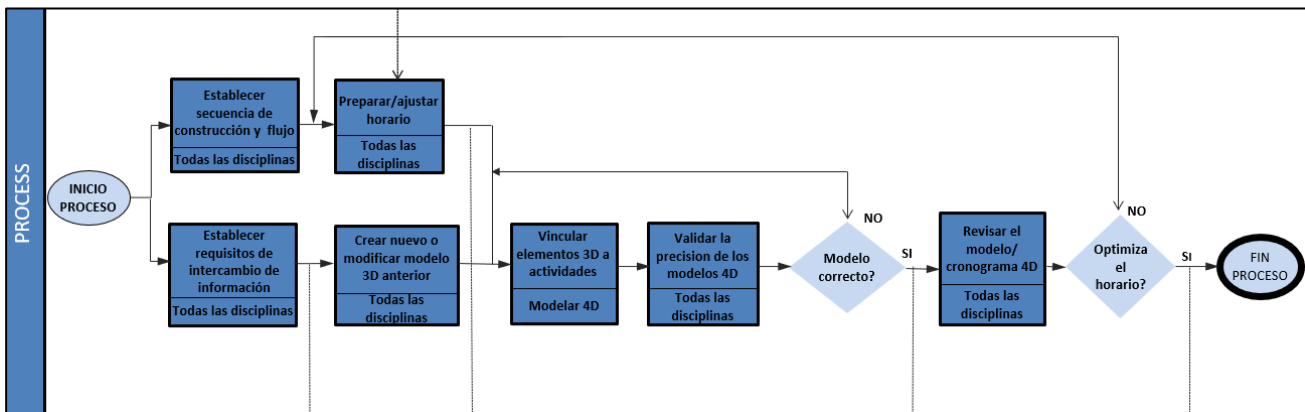 PROCESS
INICIO
PROCESO
Establecer
secuencia de
construcción y flujo
Todas las disciplinas
Preparar/ajustar
horario
Todas las
disciplinas
Establecer
requisitos de
intercambio de
información
Todas las disciplinas
Crear nuevo o
modificar modelo
3D anterior
Todas las
disciplinas
Vincular
elementos 3D a
actividades
Modelar 4D
Validar la
precision de los
modelos 4D
Todas las
disciplinas
Modelo
correcto?
NO
SI
Revisar el
modelo/
cronograma 4D
Todas las
disciplinas
Optimiza
el
horario?
NO
SI
FIN
PROCESO